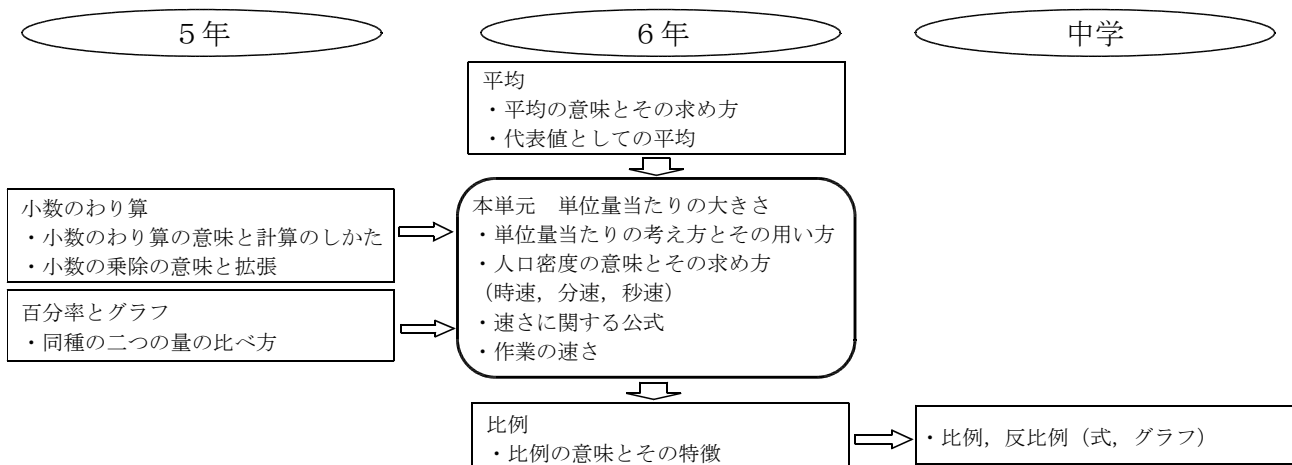 ５年
６年
中学
平均
・平均の意味とその求め方
・代表値としての平均
小数のわり算
・小数のわり算の意味と計算のしかた
・小数の乗除の意味と拡張
百分率とグラフ
・同種の二つの量の比べ方
本単元　単位量当たりの大きさ
・単位量当たりの考え方とその用い方
・人口密度の意味とその求め方
（時速，分速，秒速）
・速さに関する公式
・作業の速さ
比例
・比例の意味とその特徴
・比例，反比例（式，グラフ）